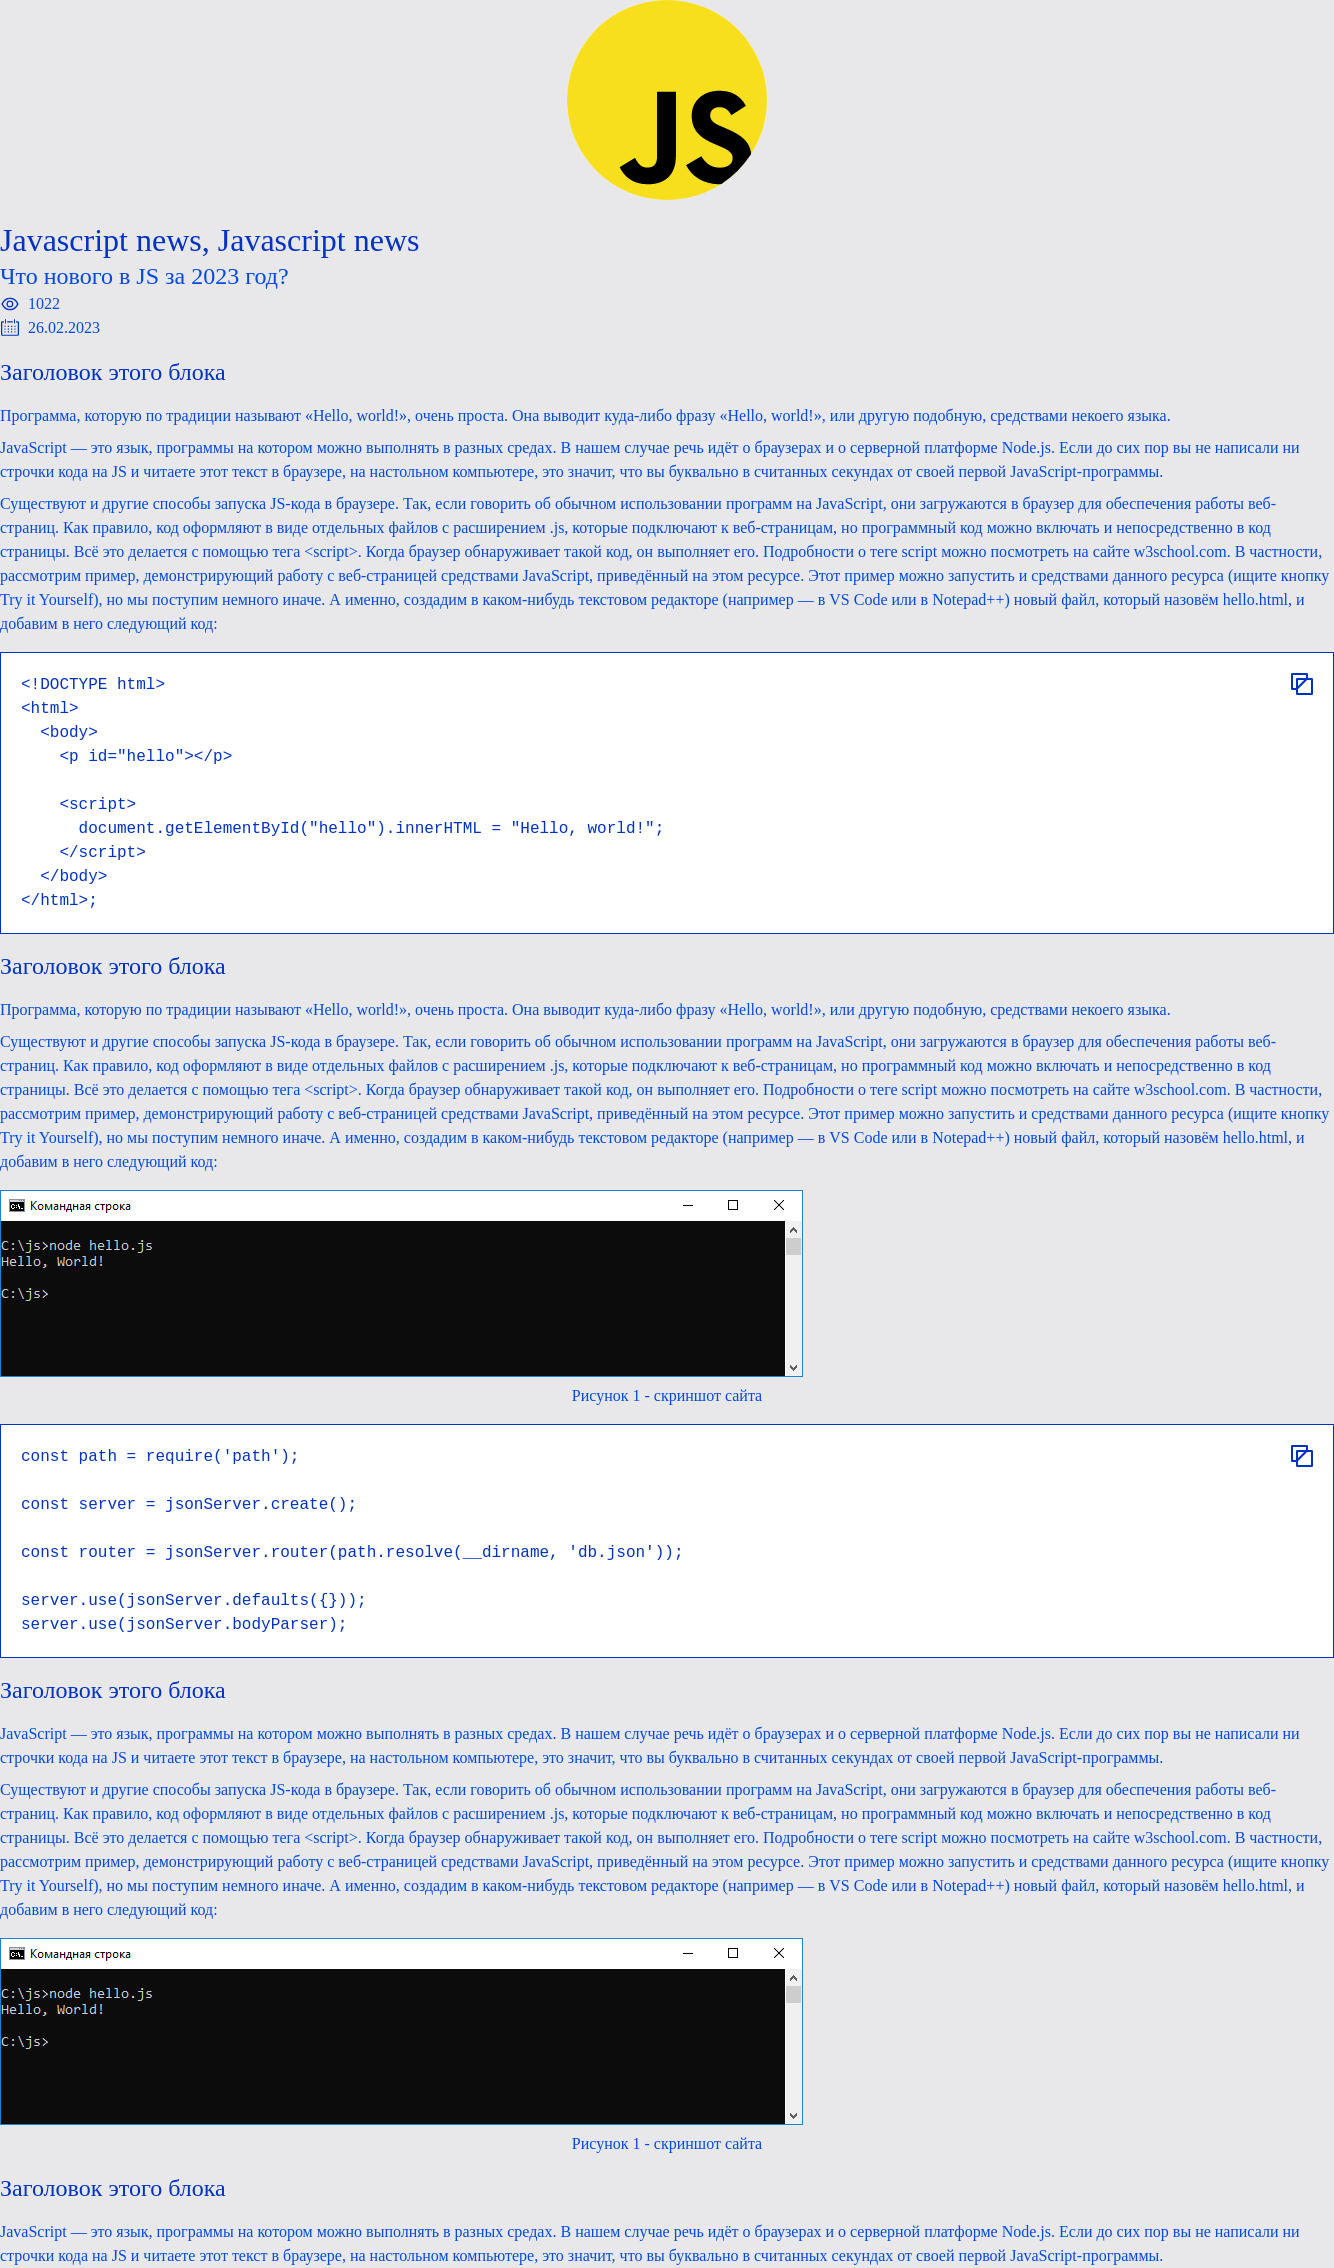 JS
Javascript news, Javascript news
Что нового в JS за 2023 год?
1022
26.02.2023
Заголовок этого блока
Программа, которую по традиции называют «Hello, world!», очень проста. Она выводит куда-либо фразу «Hello, world!», или другую подобную, средствами некоего языка.
JavaScript — это язык, программы на котором можно выполнять в разных средах. В нашем случае речь идёт о браузерах и о серверной платформе Node.js. Если до сих пор вы не написали ни
строчки кода на JS и читаете этот текст в браузере, на настольном компьютере, это значит, что вы буквально в считанных секундах от своей первой JavaScript-программы.
Существуют и другие способы запуска JS-кода в браузере. Так, если говорить об обычном использовании программ на JavaScript, они загружаются в браузер для обеспечения работы веб-
страниц. Как правило, код оформляют в виде отдельных файлов с расширением .js, которые подключают к веб-страницам, но программный код можно включать и непосредственно в код
страницы. Всё это делается с помощью тега <script>. Когда браузер обнаруживает такой код, он выполняет его. Подробности о теге script можно посмотреть на сайте w3school.com. В частности,
рассмотрим пример, демонстрирующий работу с веб-страницей средствами JavaScript, приведённый на этом ресурсе. Этот пример можно запустить и средствами данного ресурса (ищите кнопку
Try it Yourself), но мы поступим немного иначе. А именно, создадим в каком-нибудь текстовом редакторе (например — в VS Code или в Notepad++) новый файл, который назовём hello.html, и
добавим в него следующий код:
<!DOCTYPE html>
<html>
  <body>
    <p id="hello"></p>
    <script>
      document.getElementById("hello").innerHTML = "Hello, world!";
    </script>
  </body>
</html>;
Заголовок этого блока
Программа, которую по традиции называют «Hello, world!», очень проста. Она выводит куда-либо фразу «Hello, world!», или другую подобную, средствами некоего языка.
Существуют и другие способы запуска JS-кода в браузере. Так, если говорить об обычном использовании программ на JavaScript, они загружаются в браузер для обеспечения работы веб-
страниц. Как правило, код оформляют в виде отдельных файлов с расширением .js, которые подключают к веб-страницам, но программный код можно включать и непосредственно в код
страницы. Всё это делается с помощью тега <script>. Когда браузер обнаруживает такой код, он выполняет его. Подробности о теге script можно посмотреть на сайте w3school.com. В частности,
рассмотрим пример, демонстрирующий работу с веб-страницей средствами JavaScript, приведённый на этом ресурсе. Этот пример можно запустить и средствами данного ресурса (ищите кнопку
Try it Yourself), но мы поступим немного иначе. А именно, создадим в каком-нибудь текстовом редакторе (например — в VS Code или в Notepad++) новый файл, который назовём hello.html, и
добавим в него следующий код:
Командная строка
C:\js>node hello.js
Hello, World!
C:\js>
Рисунок 1 - скриншот сайта
const path = require('path');
const server = jsonServer.create();
const router = jsonServer.router(path.resolve(__dirname, 'db.json'));
server.use(jsonServer.defaults({}));
server.use(jsonServer.bodyParser);
Заголовок этого блока
JavaScript — это язык, программы на котором можно выполнять в разных средах. В нашем случае речь идёт о браузерах и о серверной платформе Node.js. Если до сих пор вы не написали ни
строчки кода на JS и читаете этот текст в браузере, на настольном компьютере, это значит, что вы буквально в считанных секундах от своей первой JavaScript-программы.
Существуют и другие способы запуска JS-кода в браузере. Так, если говорить об обычном использовании программ на JavaScript, они загружаются в браузер для обеспечения работы веб-
страниц. Как правило, код оформляют в виде отдельных файлов с расширением .js, которые подключают к веб-страницам, но программный код можно включать и непосредственно в код
страницы. Всё это делается с помощью тега <script>. Когда браузер обнаруживает такой код, он выполняет его. Подробности о теге script можно посмотреть на сайте w3school.com. В частности,
рассмотрим пример, демонстрирующий работу с веб-страницей средствами JavaScript, приведённый на этом ресурсе. Этот пример можно запустить и средствами данного ресурса (ищите кнопку
Try it Yourself), но мы поступим немного иначе. А именно, создадим в каком-нибудь текстовом редакторе (например — в VS Code или в Notepad++) новый файл, который назовём hello.html, и
добавим в него следующий код:
Командная строка
C:\js>node hello.js
Hello, World!
C:\js>
Рисунок 1 - скриншот сайта
Заголовок этого блока
JavaScript — это язык, программы на котором можно выполнять в разных средах. В нашем случае речь идёт о браузерах и о серверной платформе Node.js. Если до сих пор вы не написали ни
строчки кода на JS и читаете этот текст в браузере, на настольном компьютере, это значит, что вы буквально в считанных секундах от своей первой JavaScript-программы.